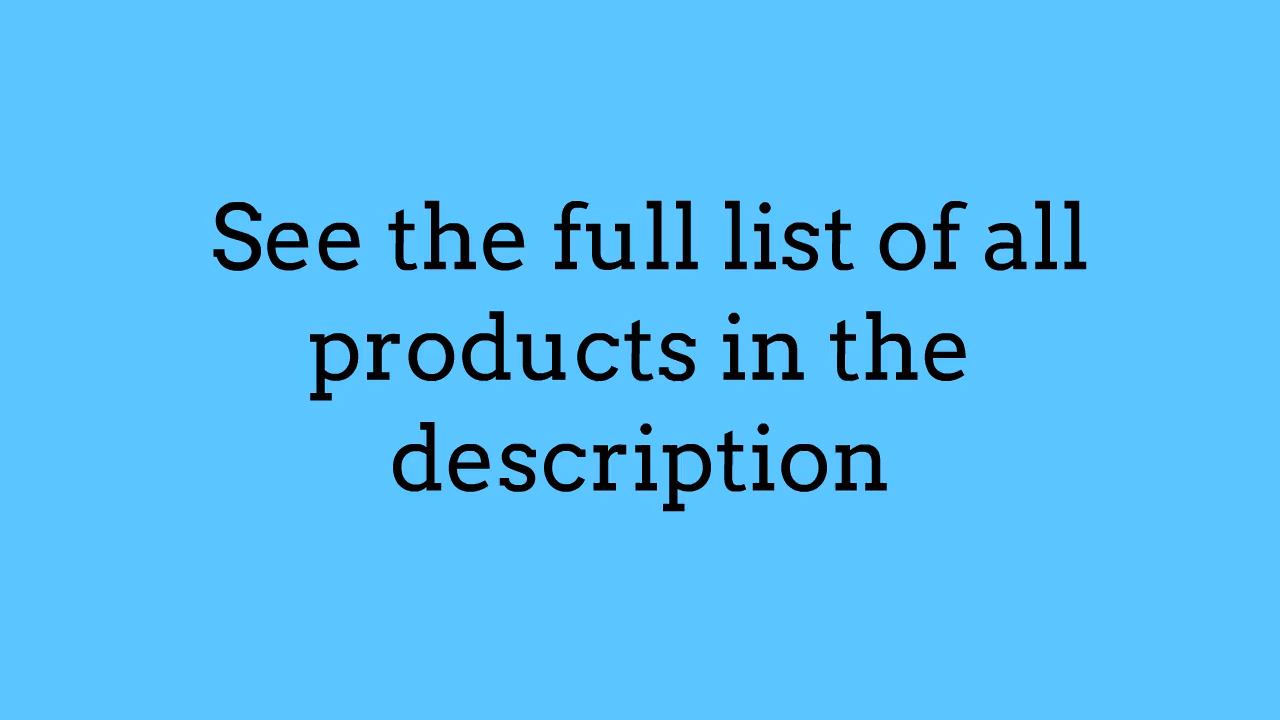 See the full list of all
products in the
description